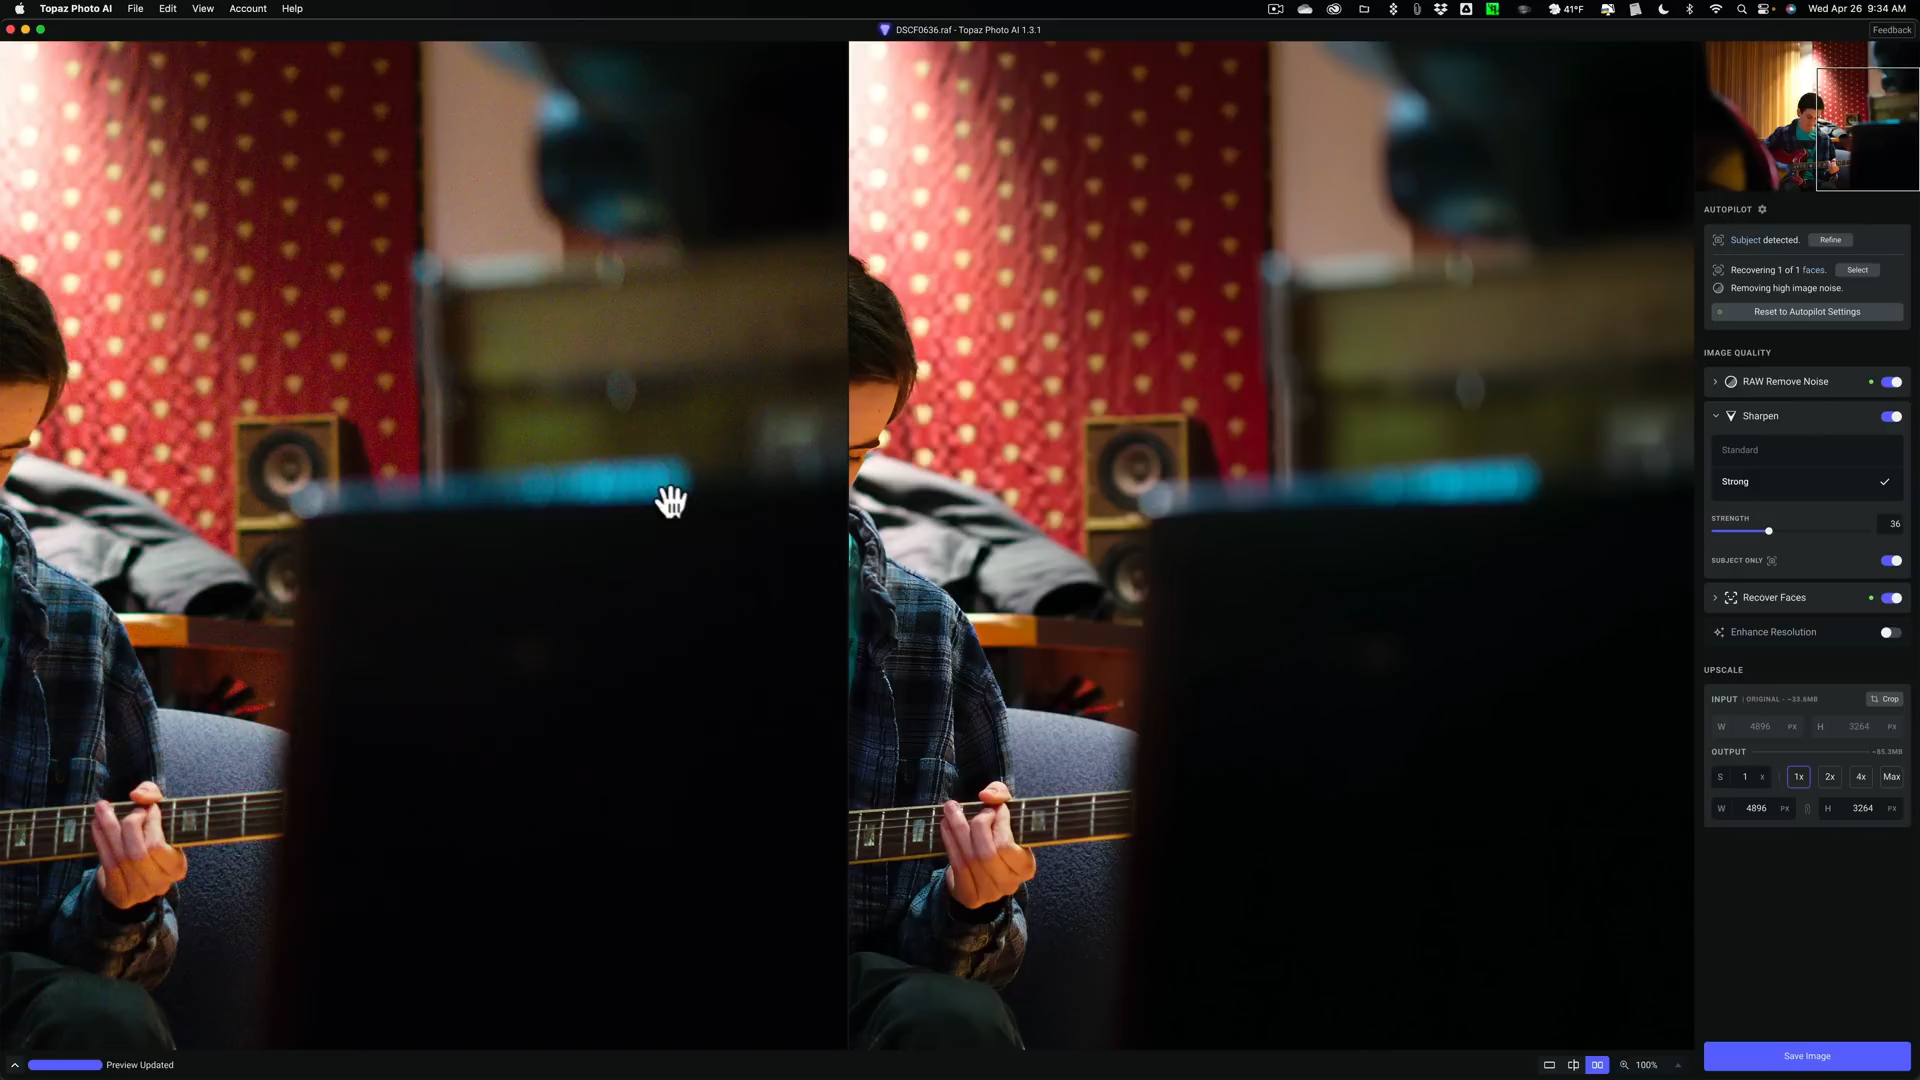 Topaz Photo AI File Edit View Account Help 41°F Wed Apr 26 9:34 AM
DSCF0636.raf - Topaz Photo AI 1.3.1
Feedback
AUTOPILOT
Subject detected. Refine
Recovering 1 of 1 faces. Select
Removing high image noise.
Reset to Autopilot Settings
IMAGE QUALITY
RAW Remove Noise
Sharpen
Standard
Strong
STRENGTH 36
SUBJECT ONLY
Recover Faces
Enhance Resolution
UPSCALE
INPUT | ORIGINAL - ~33.6MB Crop
W 4896 PX H 3264 PX
OUTPUT ~85.3MB
S 1 x 1x 2x 4x Max
W 4896 PX H 3264 PX
Preview Updated
100%
Save Image